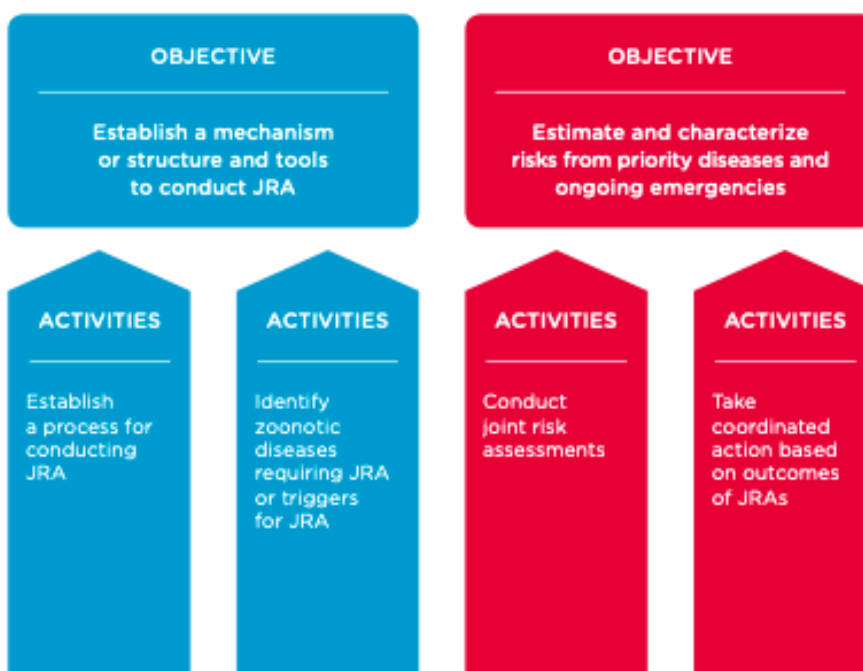 OBJECTIVE
Establish a mechanism
or structure and tools
to conduct JRA
OBJECTIVE
Estimate and characterize
risks from priority diseases and
ongoing emergencies
ACTIVITIES
Establish
a process for
conducting
JRA
ACTIVITIES
Identify
zoonotic
diseases
requiring JRA
or triggers
for JRA
ACTIVITIES
Conduct
joint risk
assessments
ACTIVITIES
Take
coordinated
action based
on outcomes
of JRAs